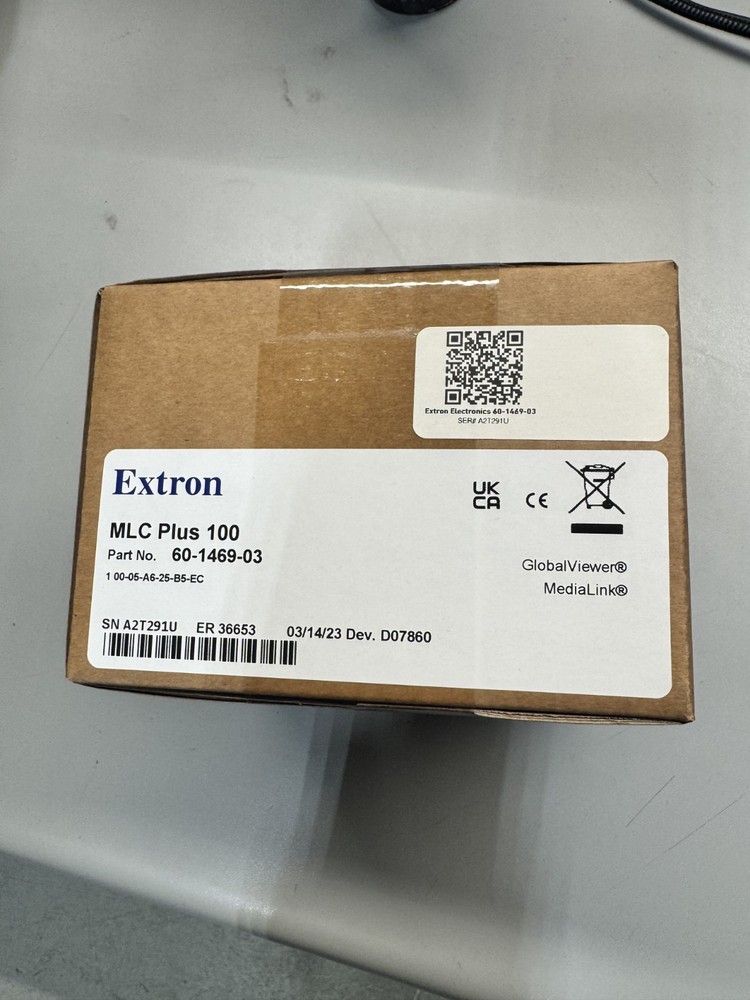 Extron Electronics 60-1469-03
SER# A2T291U
Extron
UK
CA
CE
MLC Plus 100
Part No. 60-1469-03
1 00-05-A6-25-B5-EC
GlobalViewer®
MediaLink®
SN A2T291U ER 36653 03/14/23 Dev. D07860